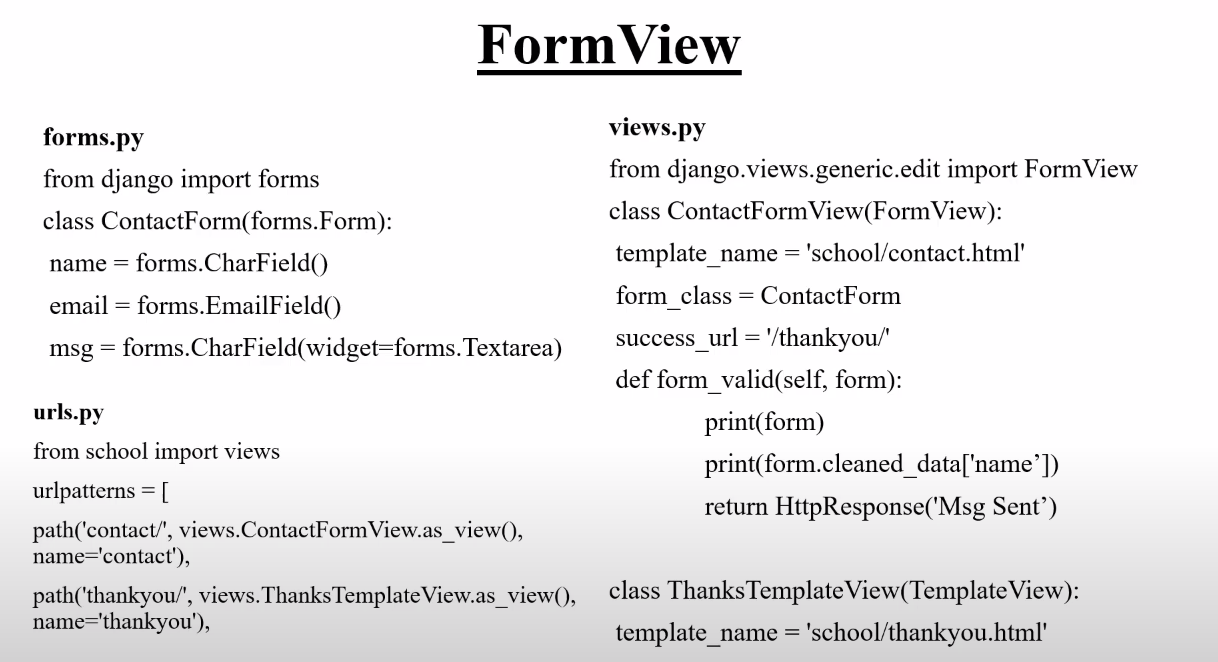 FormView
forms.py
from django import forms
class ContactForm(forms.Form):
name = forms.CharField()
email = forms.EmailField()
msg = forms.CharField(widget=forms.Textarea)
urls.py
from school import views
urlpatterns = [
path('contact/', views.ContactFormView.as_view(),
name='contact'),
path('thankyou/', views.ThanksTemplateView.as_view(),
name='thankyou'),
views.py
from django.views.generic.edit import FormView
class ContactFormView(FormView):
template_name = 'school/contact.html'
form_class = ContactForm
success_url = '/thankyou/'
def form_valid(self, form):
print(form)
print(form.cleaned_data['name’])
return HttpResponse('Msg Sent’)
class ThanksTemplateView(TemplateView):
template_name = 'school/thankyou.html'